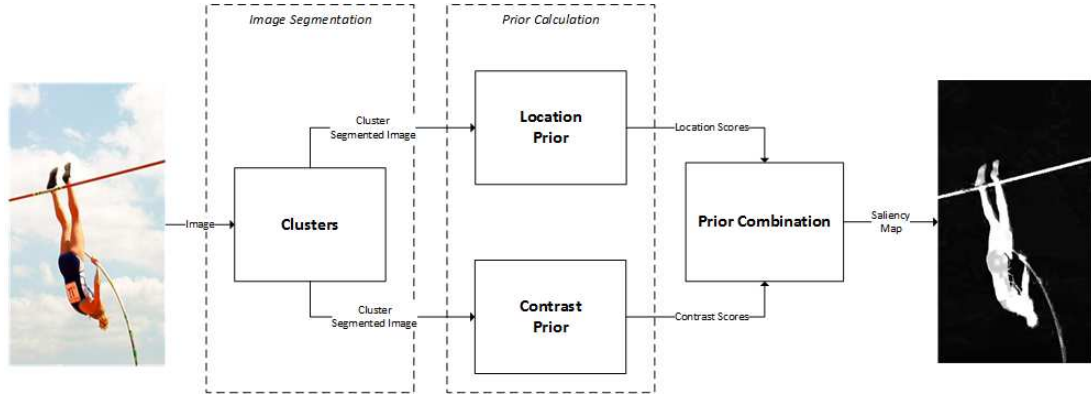 Image Segmentation
Prior Calculation
Image
Clusters
Cluster
Segmented Image
Cluster
Segmented Image
Location
Prior
Contrast
Prior
Location Scores
Contrast Scores
Prior Combination
Saliency
Map